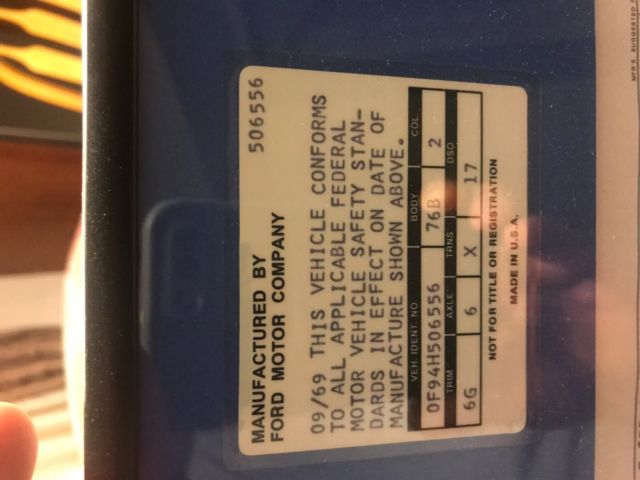 506556
MANUFACTURED BY
FORD MOTOR COMPANY
09/69 THIS VEHICLE CONFORMS
TO ALL APPLICABLE FEDERAL
MOTOR VEHICLE SAFETY STAN-
DARDS IN EFFECT ON DATE OF
MANUFACTURE SHOWN ABOVE.
VEH. IDENT. NO. BODY COL
0F94H506556 76B 2
TRIM AXLE TRNS DSO
6G 6 X 17
NOT FOR TITLE OR REGISTRATION
MADE IN U.S.A.
MFR'S SUGGESTED